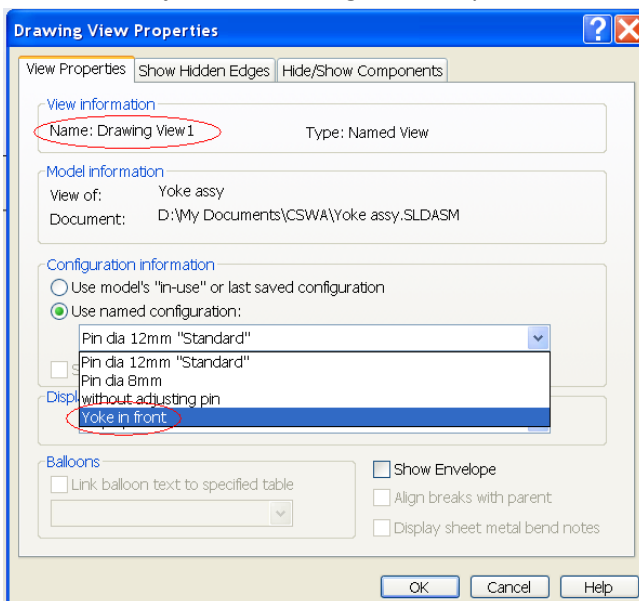 Drawing View Properties
View Properties Show Hidden Edges Hide/Show Components
View information
Name: Drawing View1 Type: Named View
Model information
View of: Yoke assy
Document: D:\My Documents\CSWA\Yoke assy.SLDASM
Configuration information
Use model's "in-use" or last saved configuration
Use named configuration:
Pin dia 12mm "Standard"
Pin dia 12mm "Standard"
Pin dia 8mm
without adjusting pin
Yoke in front
Balloons
Link balloon text to specified table
Show Envelope
Align breaks with parent
Display sheet metal bend notes
OK Cancel Help